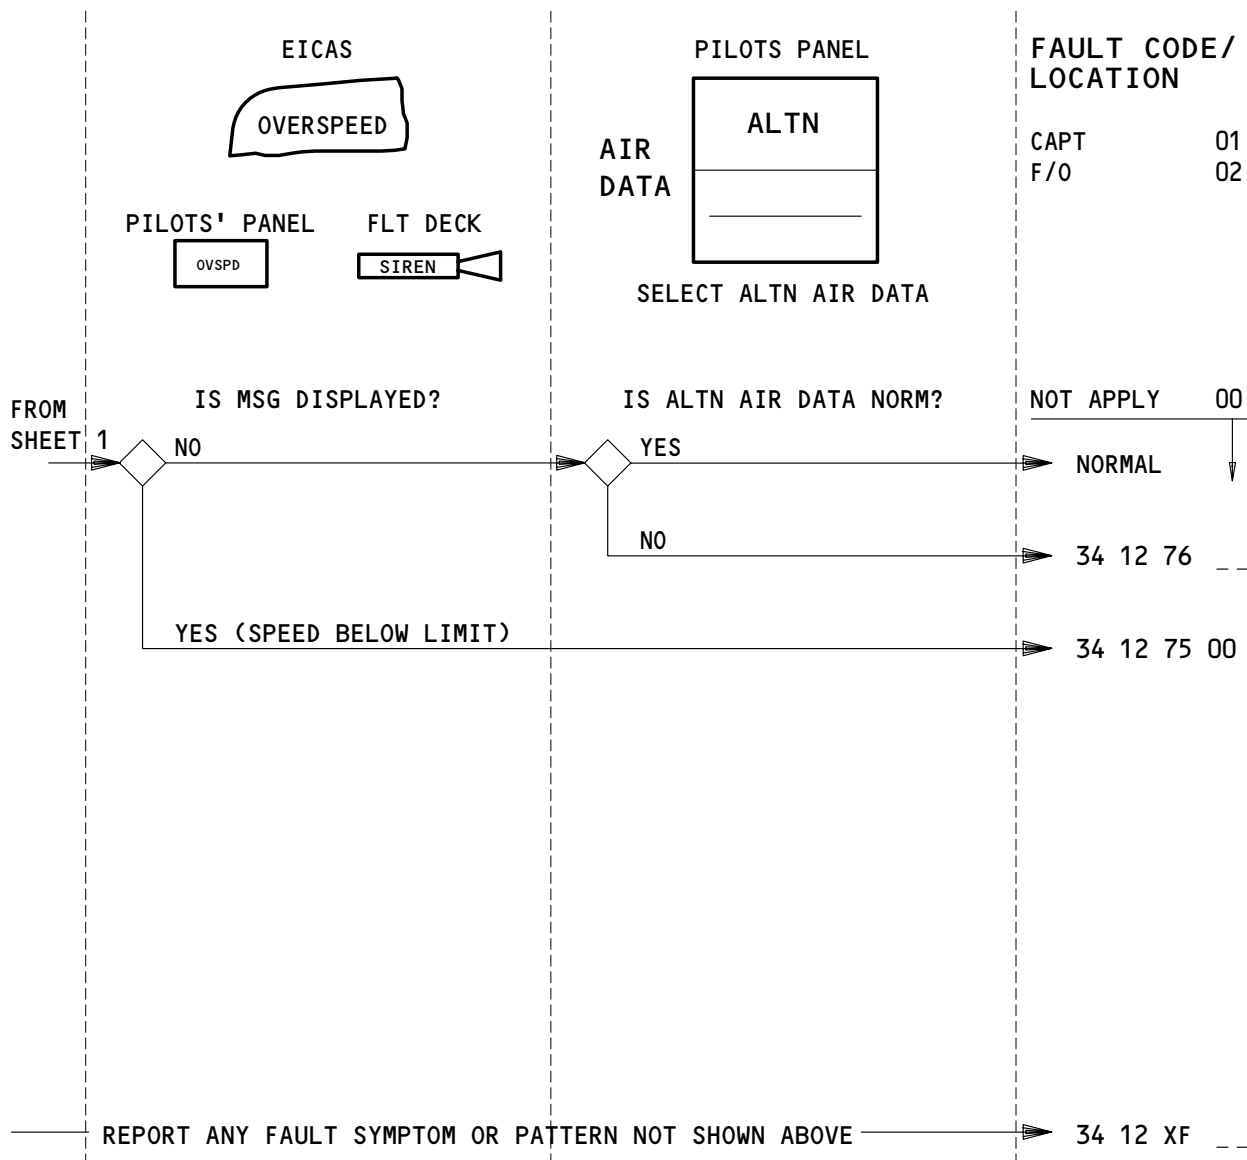 EICAS
OVERSPEED
PILOTS' PANEL
OVSPD
FLT DECK
SIREN
PILOTS PANEL
AIR
DATA
ALTN
SELECT ALTN AIR DATA
FAULT CODE/
LOCATION
CAPT 01
F/O 02
FROM
SHEET 1
IS MSG DISPLAYED?
NO
IS ALTN AIR DATA NORM?
YES
NOT APPLY 00
NORMAL
NO
34 12 76 _ _
YES (SPEED BELOW LIMIT)
34 12 75 00
REPORT ANY FAULT SYMPTOM OR PATTERN NOT SHOWN ABOVE
34 12 XF _ _